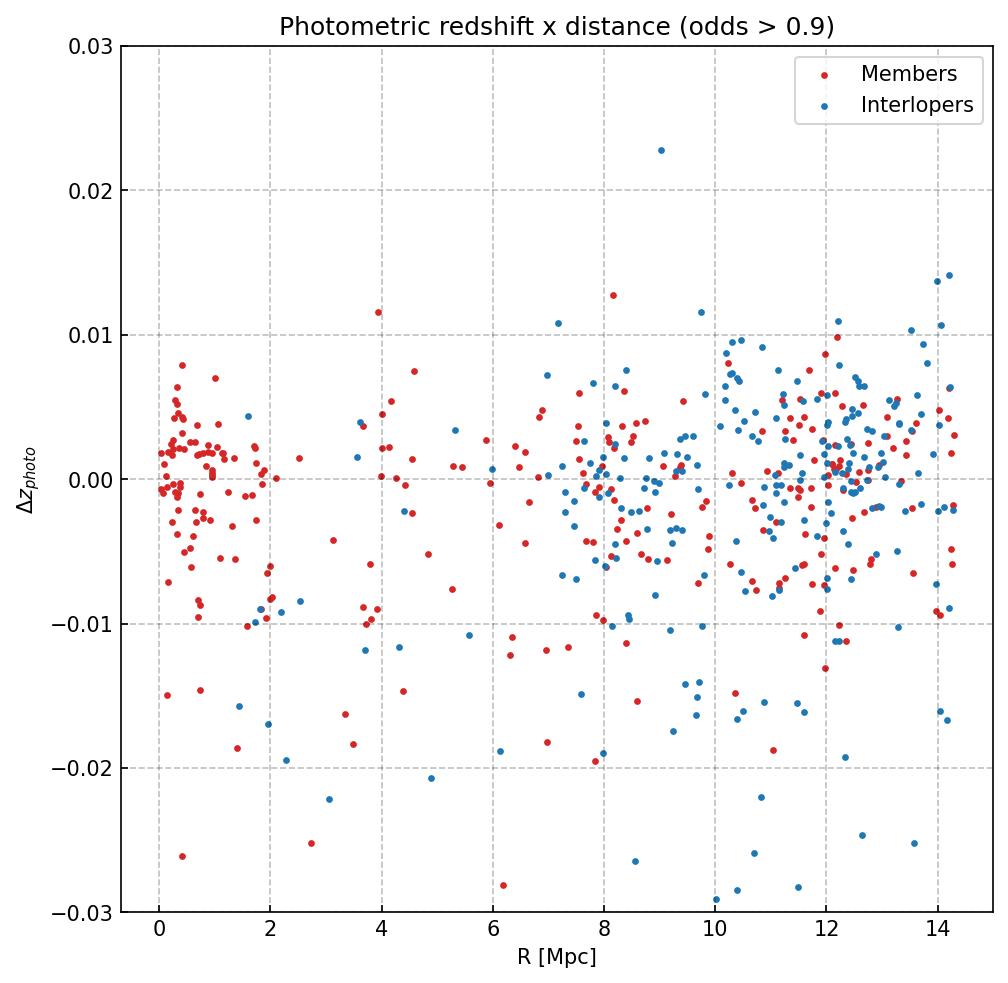 Photometric redshift x distance (odds > 0.9)
Members
Interlopers
0.03
0.02
0.01
0.00
−0.01
−0.02
−0.03
Δz_photo
0 2 4 6 8 10 12 14
R [Mpc]